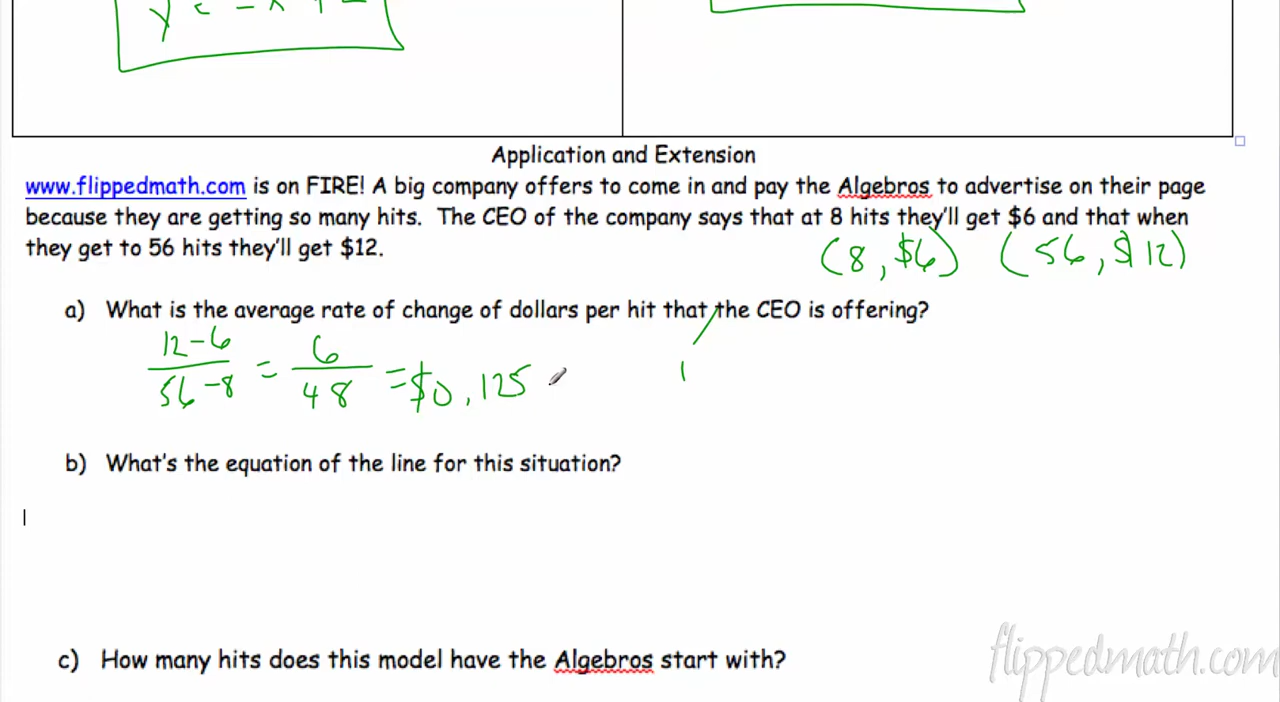 Application and Extension
www.flippedmath.com is on FIRE! A big company offers to come in and pay the Algebros to advertise on their page
because they are getting so many hits. The CEO of the company says that at 8 hits they'll get $6 and that when
they get to 56 hits they'll get $12.
(8, $6) (56, $12)
a) What is the average rate of change of dollars per hit that the CEO is offering?
12-6 / 56-8 = 6 / 48 = $0.125
b) What's the equation of the line for this situation?
c) How many hits does this model have the Algebros start with?
flippedmath.com